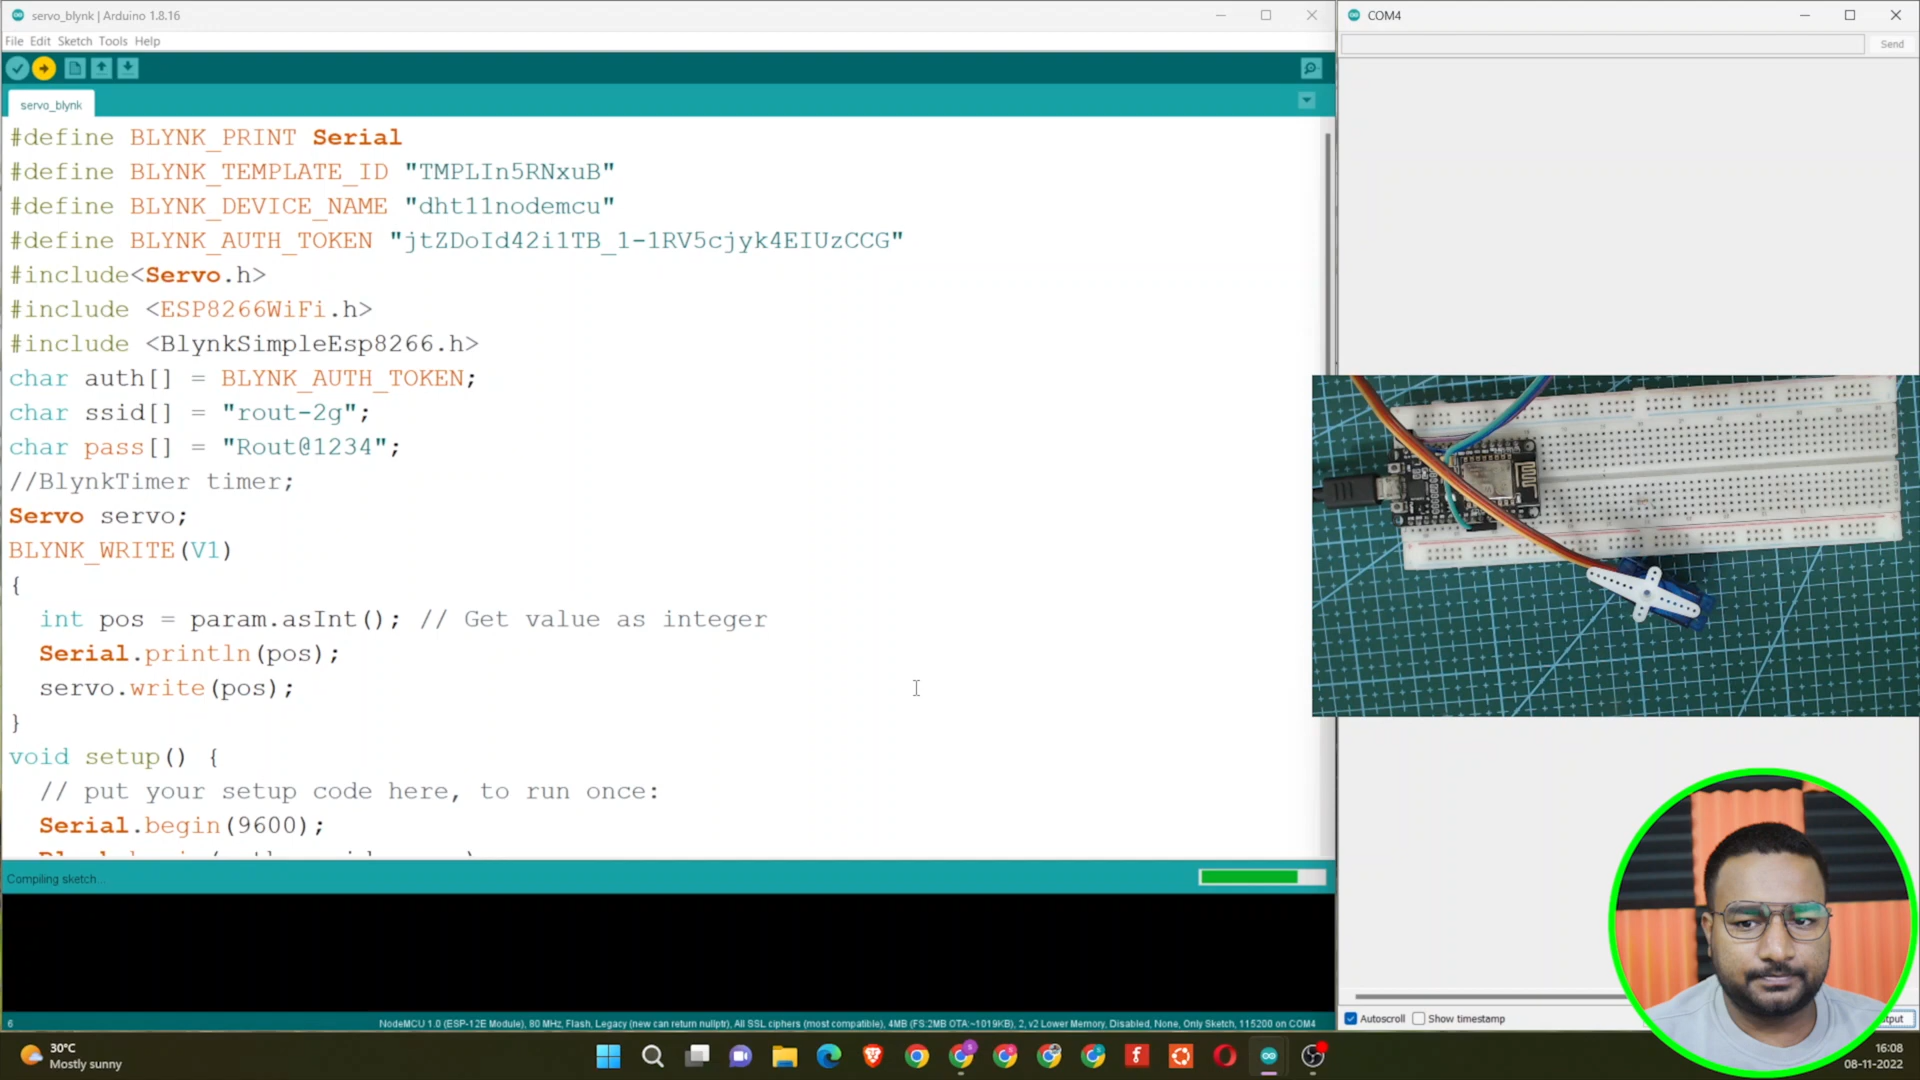 servo_blynk | Arduino 1.8.16
File Edit Sketch Tools Help
servo_blynk
#define BLYNK_PRINT Serial
#define BLYNK_TEMPLATE_ID "TMPLIn5RNxuB"
#define BLYNK_DEVICE_NAME "dht11nodemcu"
#define BLYNK_AUTH_TOKEN "jtZDoId42i1TB_1-1RV5cjyk4EIUzCCG"
#include<Servo.h>
#include <ESP8266WiFi.h>
#include <BlynkSimpleEsp8266.h>
char auth[] = BLYNK_AUTH_TOKEN;
char ssid[] = "rout-2g";
char pass[] = "Rout@1234";
//BlynkTimer timer;
Servo servo;
BLYNK_WRITE(V1)
{
int pos = param.asInt(); // Get value as integer
Serial.println(pos);
servo.write(pos);
}
void setup() {
// put your setup code here, to run once:
Serial.begin(9600);
Compiling sketch...
6
NodeMCU 1.0 (ESP-12E Module), 80 MHz, Flash, Legacy (new can return nullptr), All SSL ciphers (most compatible), 4MB (FS:2MB OTA:~1019KB), 2, v2 Lower Memory, Disabled, None, Only Sketch, 115200 on COM4
COM4
Send
Autoscroll Show timestamp
30°C
Mostly sunny
16:08
08-11-2022